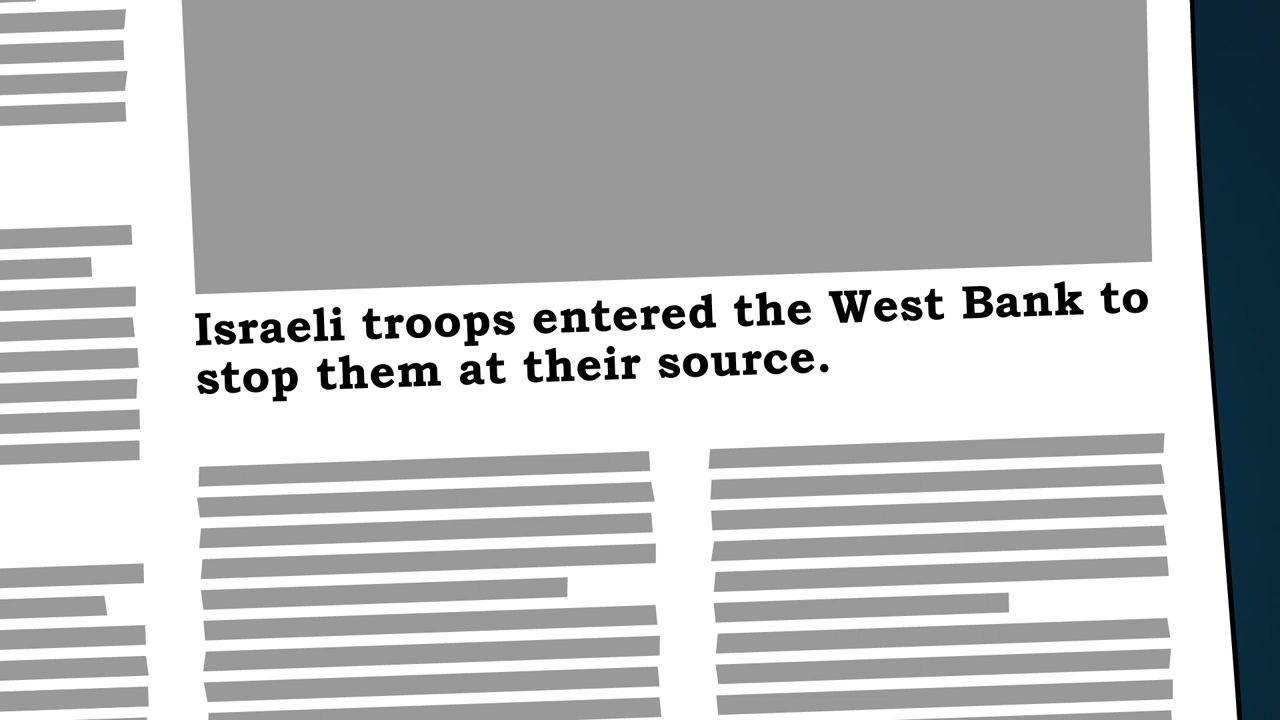 Israeli troops entered the West Bank to
stop them at their source.